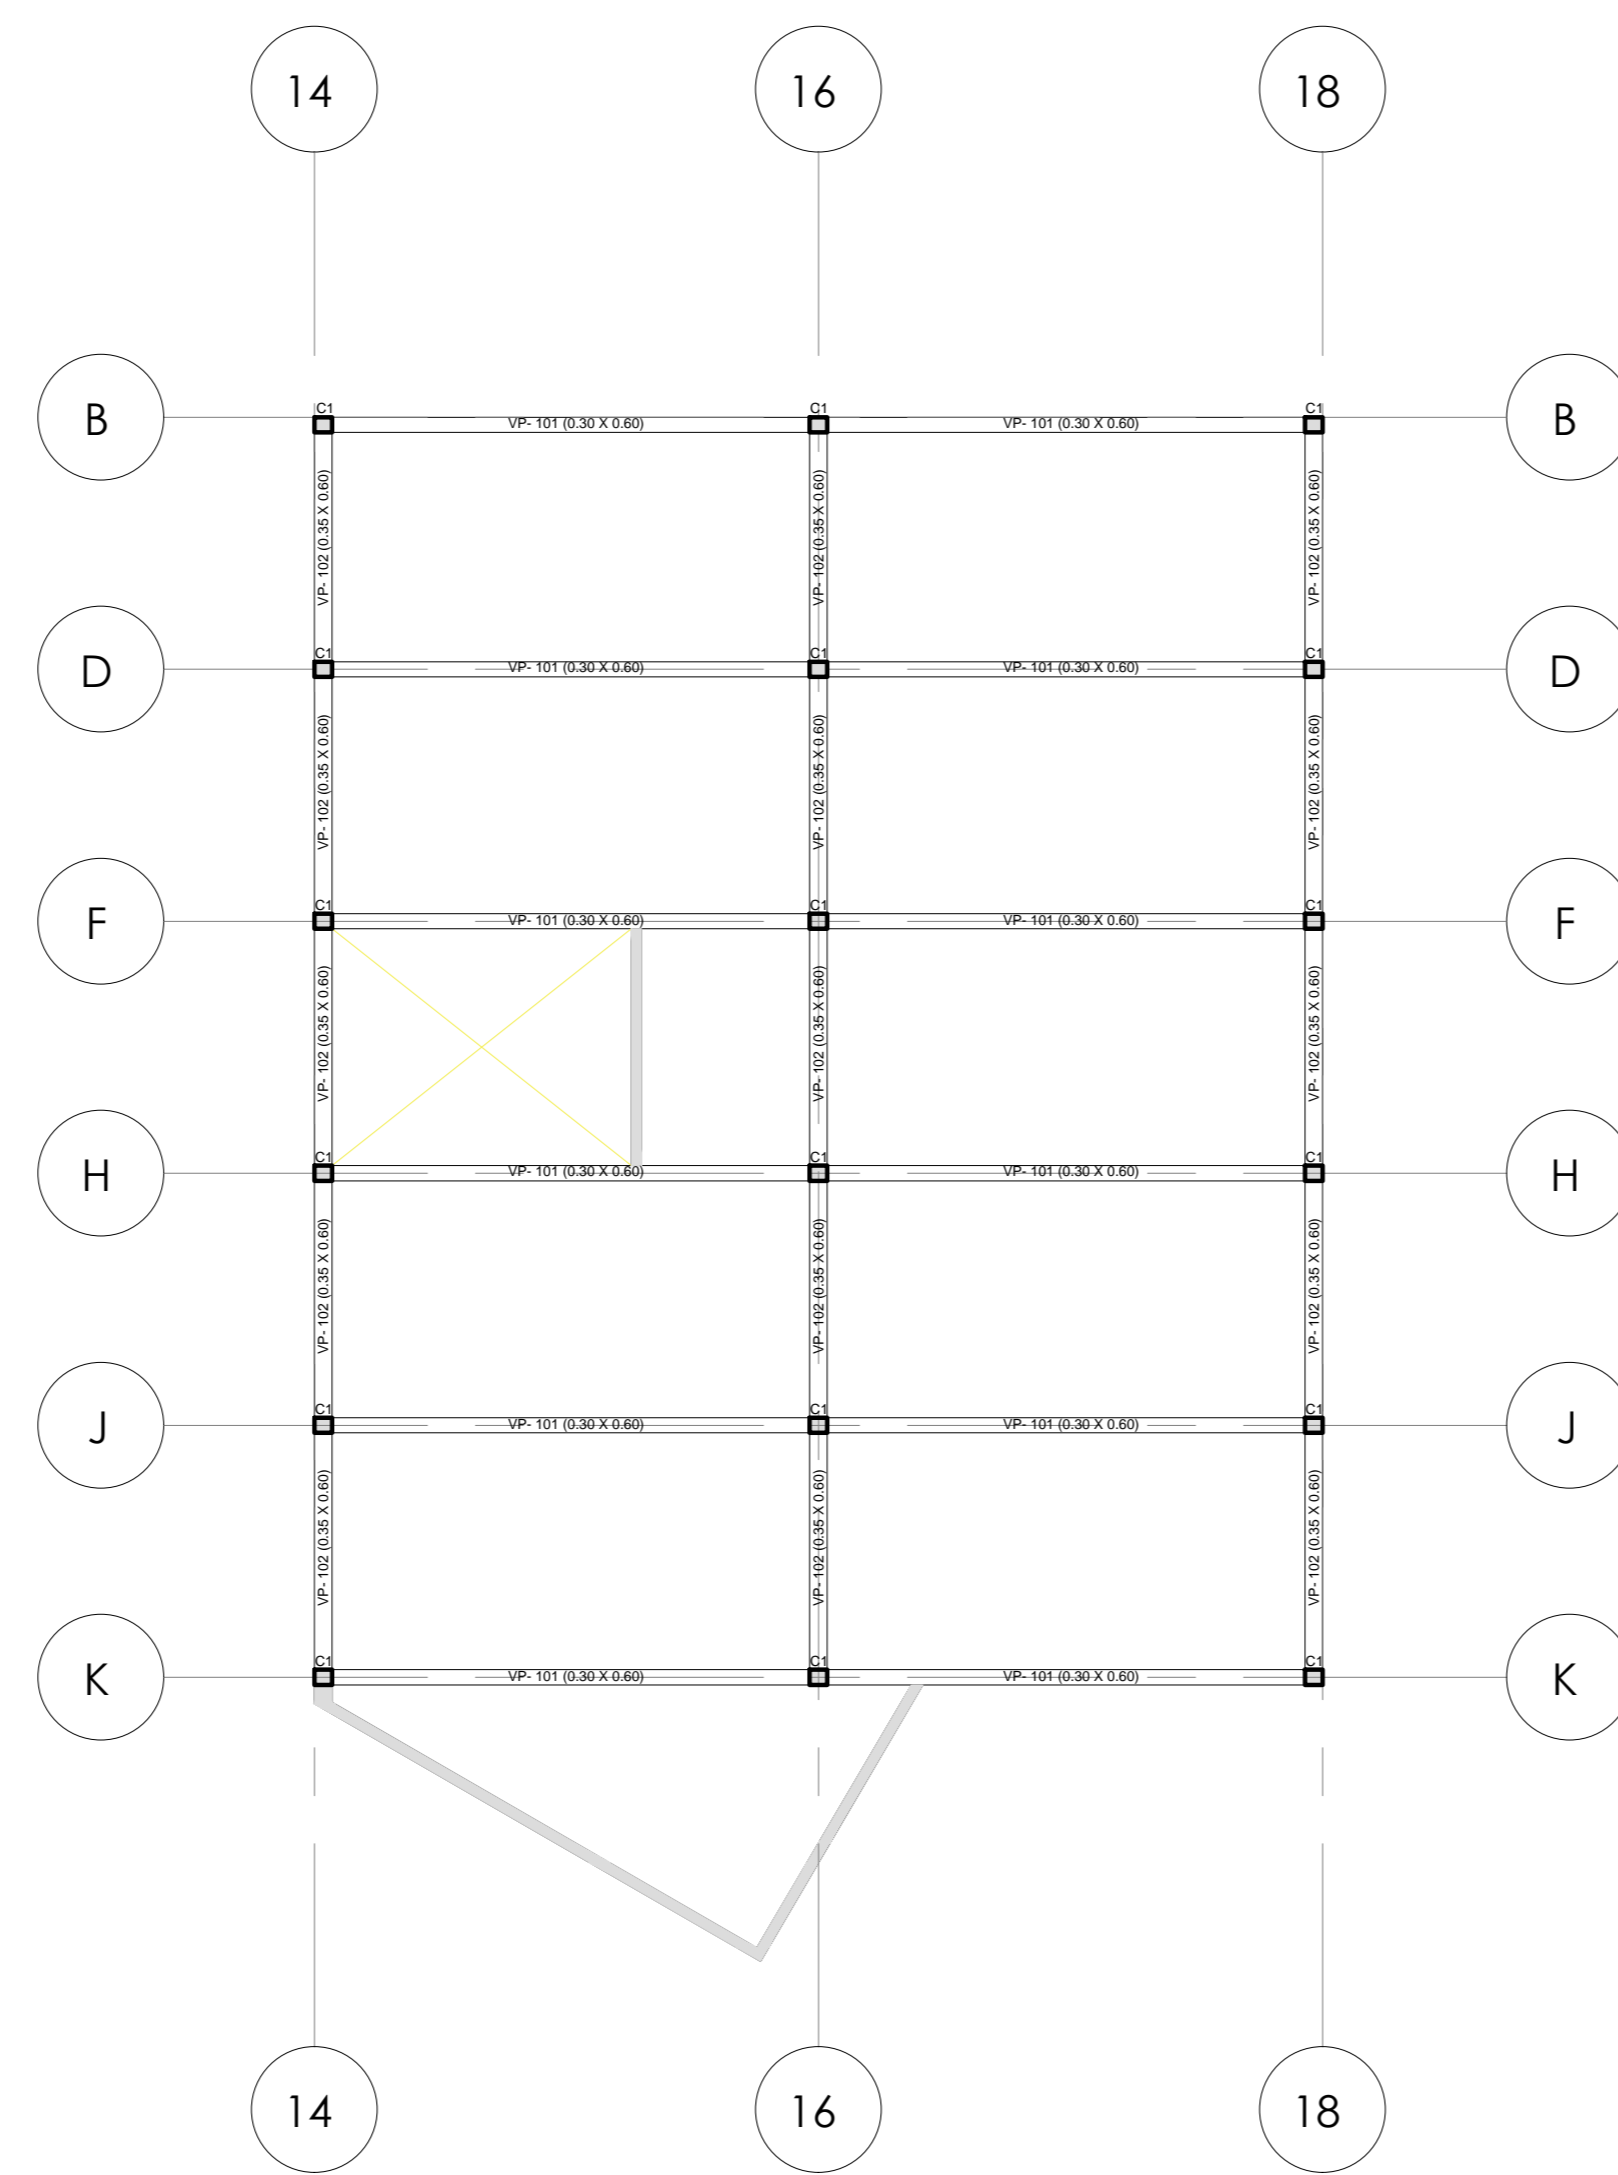 14 16 18
B B
C1 C1 C1
VP- 101 (0.30 X 0.60) VP- 101 (0.30 X 0.60)
VP- 102 (0.35 X 0.60) VP- 102 (0.35 X 0.60) VP- 102 (0.35 X 0.60)
D D
C1 C1 C1
VP- 101 (0.30 X 0.60) VP- 101 (0.30 X 0.60)
VP- 102 (0.35 X 0.60) VP- 102 (0.35 X 0.60) VP- 102 (0.35 X 0.60)
F F
C1 C1 C1
VP- 101 (0.30 X 0.60) VP- 101 (0.30 X 0.60)
VP- 102 (0.35 X 0.60) VP- 102 (0.35 X 0.60) VP- 102 (0.35 X 0.60)
H H
C1 C1 C1
VP- 101 (0.30 X 0.60) VP- 101 (0.30 X 0.60)
VP- 102 (0.35 X 0.60) VP- 102 (0.35 X 0.60) VP- 102 (0.35 X 0.60)
J J
C1 C1 C1
VP- 101 (0.30 X 0.60) VP- 101 (0.30 X 0.60)
VP- 102 (0.35 X 0.60) VP- 102 (0.35 X 0.60) VP- 102 (0.35 X 0.60)
K K
C1 C1 C1
VP- 101 (0.30 X 0.60) VP- 101 (0.30 X 0.60)
14 16 18